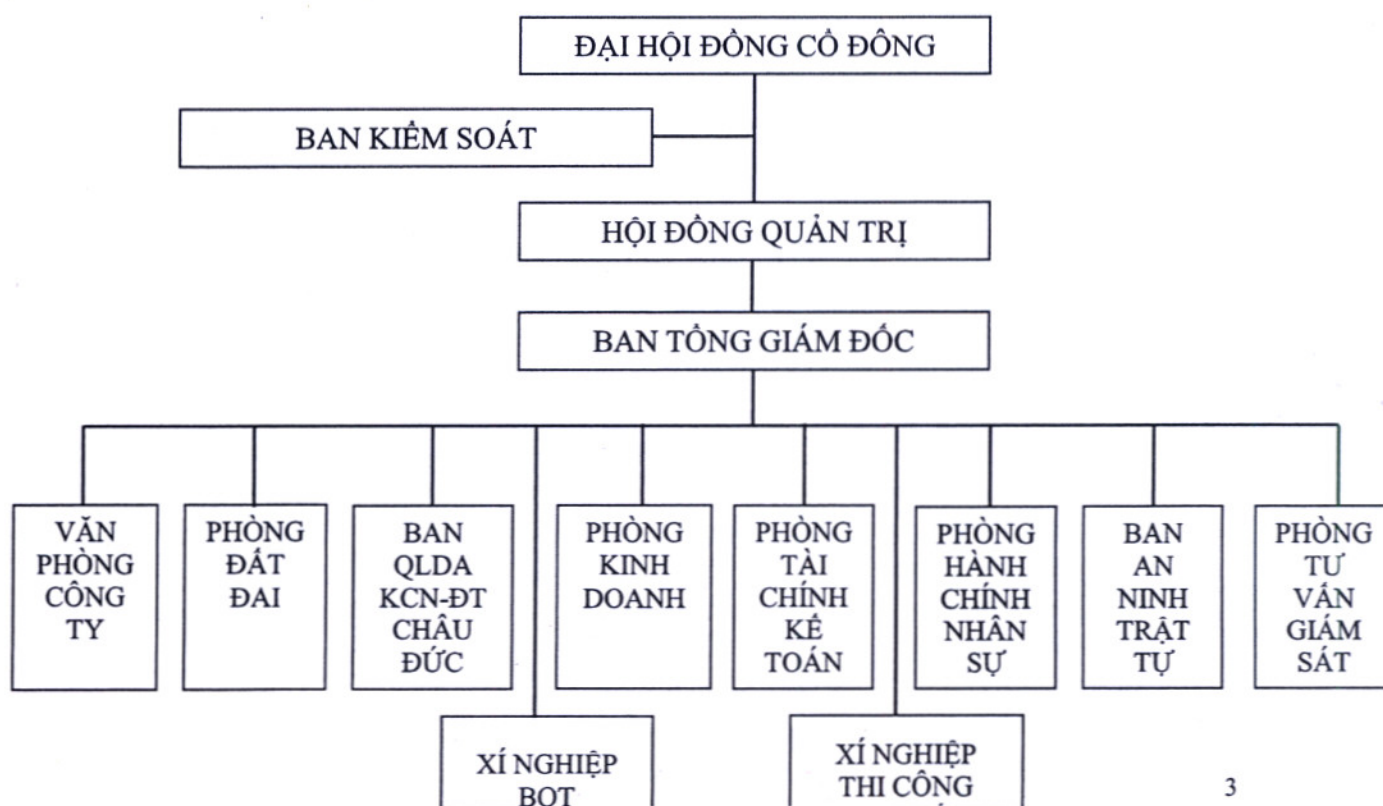 ĐẠI HỘI ĐỒNG CỔ ĐÔNG
BAN KIỂM SOÁT
HỘI ĐỒNG QUẢN TRỊ
BAN TỔNG GIÁM ĐỐC
VĂN
PHÒNG
CÔNG
TY
PHÒNG
ĐẤT
ĐAI
BAN
QLDA
KCN-ĐT
CHÂU
ĐỨC
PHÒNG
KINH
DOANH
PHÒNG
TÀI
CHÍNH
KẾ
TOÁN
PHÒNG
HÀNH
CHÍNH
NHÂN
SỰ
BAN
AN
NINH
TRẬT
TỰ
PHÒNG
TƯ
VẤN
GIÁM
SÁT
XÍ NGHIỆP
BOT
XÍ NGHIỆP
THI CÔNG
3